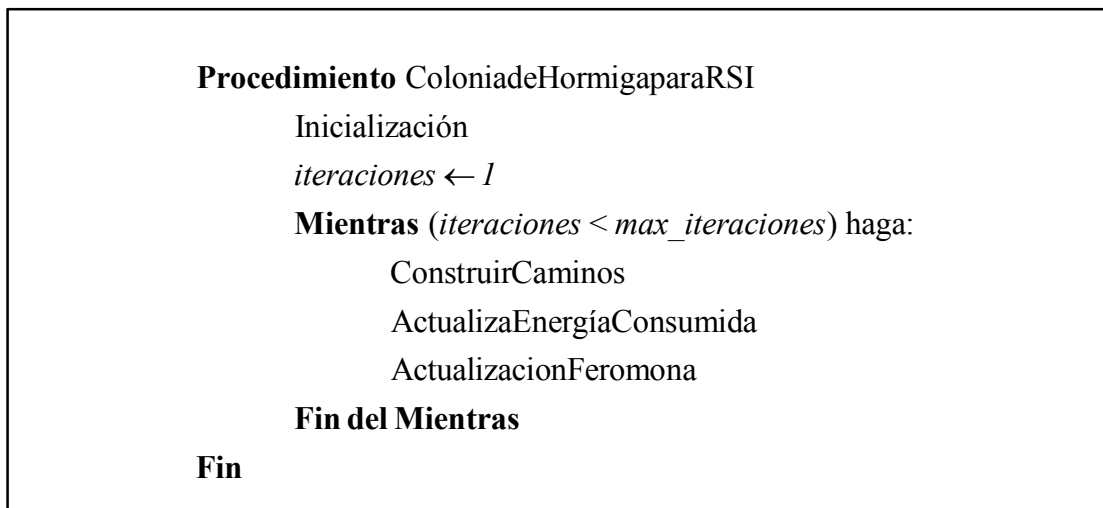 Procedimiento ColoniadeHormigaparaRSI
Inicialización
iteraciones ← 1
Mientras (iteraciones < max_iteraciones) haga:
ConstruirCaminos
ActualizaEnergíaConsumida
ActualizacionFeromona
Fin del Mientras
Fin